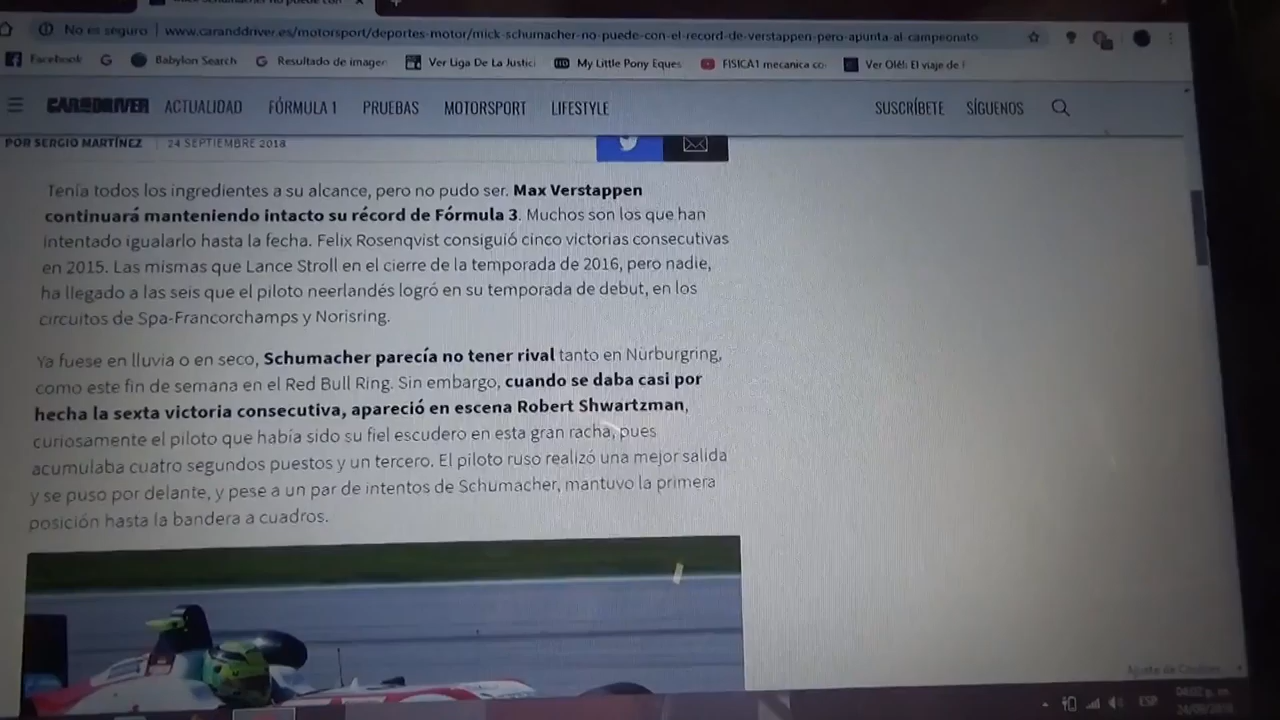 No es seguro | www.caranddriver.es/motorsport/deportes-motor/mick-schumacher-no-puede-con-el-record-de-verstappen-pero-apunta-al-campeonato
Facebook Babylon Search Resultado de imagen Ver Liga De La Justici My Little Pony Eques FISICA1 mecanica co Ver Olé! El viaje de
CAR AND DRIVER ACTUALIDAD FÓRMULA 1 PRUEBAS MOTORSPORT LIFESTYLE SUSCRÍBETE SÍGUENOS
POR SERGIO MARTÍNEZ | 24 SEPTIEMBRE 2018
Tenía todos los ingredientes a su alcance, pero no pudo ser. Max Verstappen
continuará manteniendo intacto su récord de Fórmula 3. Muchos son los que han
intentado igualarlo hasta la fecha. Felix Rosenqvist consiguió cinco victorias consecutivas
en 2015. Las mismas que Lance Stroll en el cierre de la temporada de 2016, pero nadie,
ha llegado a las seis que el piloto neerlandés logró en su temporada de debut, en los
circuitos de Spa-Francorchamps y Norisring.
Ya fuese en lluvia o en seco, Schumacher parecía no tener rival tanto en Nürburgring,
como este fin de semana en el Red Bull Ring. Sin embargo, cuando se daba casi por
hecha la sexta victoria consecutiva, apareció en escena Robert Shwartzman,
curiosamente el piloto que había sido su fiel escudero en esta gran racha, pues
acumulaba cuatro segundos puestos y un tercero. El piloto ruso realizó una mejor salida
y se puso por delante, y pese a un par de intentos de Schumacher, mantuvo la primera
posición hasta la bandera a cuadros.
Ajuste de Cookies
ESP